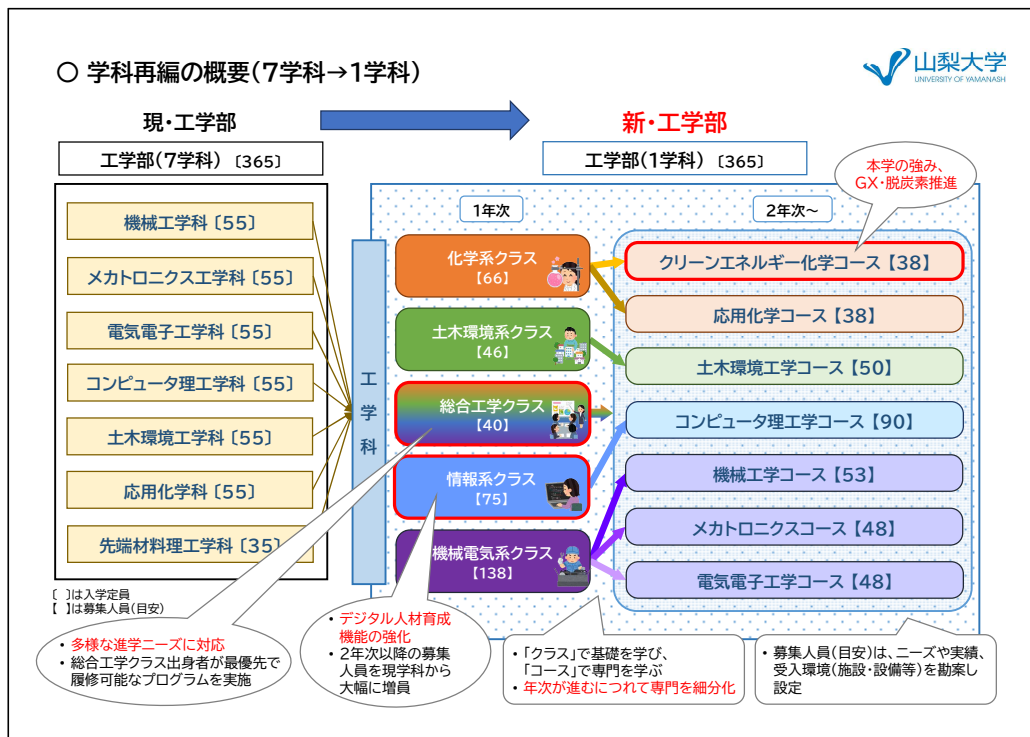 〇 学科再編の概要(7学科→1学科)
山梨大学
UNIVERSITY OF YAMANASHI
現・工学部
新・工学部
工学部(7学科) 〔365〕
工学部(1学科) 〔365〕
本学の強み、
GX・脱炭素推進
1年次
2年次～
機械工学科〔55〕
メカトロニクス工学科〔55〕
電気電子工学科〔55〕
コンピュータ理工学科〔55〕
土木環境工学科〔55〕
応用化学科〔55〕
先端材料理工学科〔35〕
工学科
化学系クラス
【66】
土木環境系クラス
【46】
総合工学クラス
【40】
情報系クラス
【75】
機械電気系クラス
【138】
クリーンエネルギー化学コース【38】
応用化学コース【38】
土木環境工学コース【50】
コンピュータ理工学コース【90】
機械工学コース【53】
メカトロニクスコース【48】
電気電子工学コース【48】
〔 〕は入学定員
【 】は募集人員(目安)
• 多様な進学ニーズに対応
• 総合工学クラス出身者が最優先で
履修可能なプログラムを実施
• デジタル人材育成
機能の強化
• 2年次以降の募集
人員を現学科から
大幅に増員
• 「クラス」で基礎を学び、
「コース」で専門を学ぶ
• 年次が進むにつれて専門を細分化
• 募集人員(目安)は、ニーズや実績、
受入環境(施設・設備等)を勘案し
設定